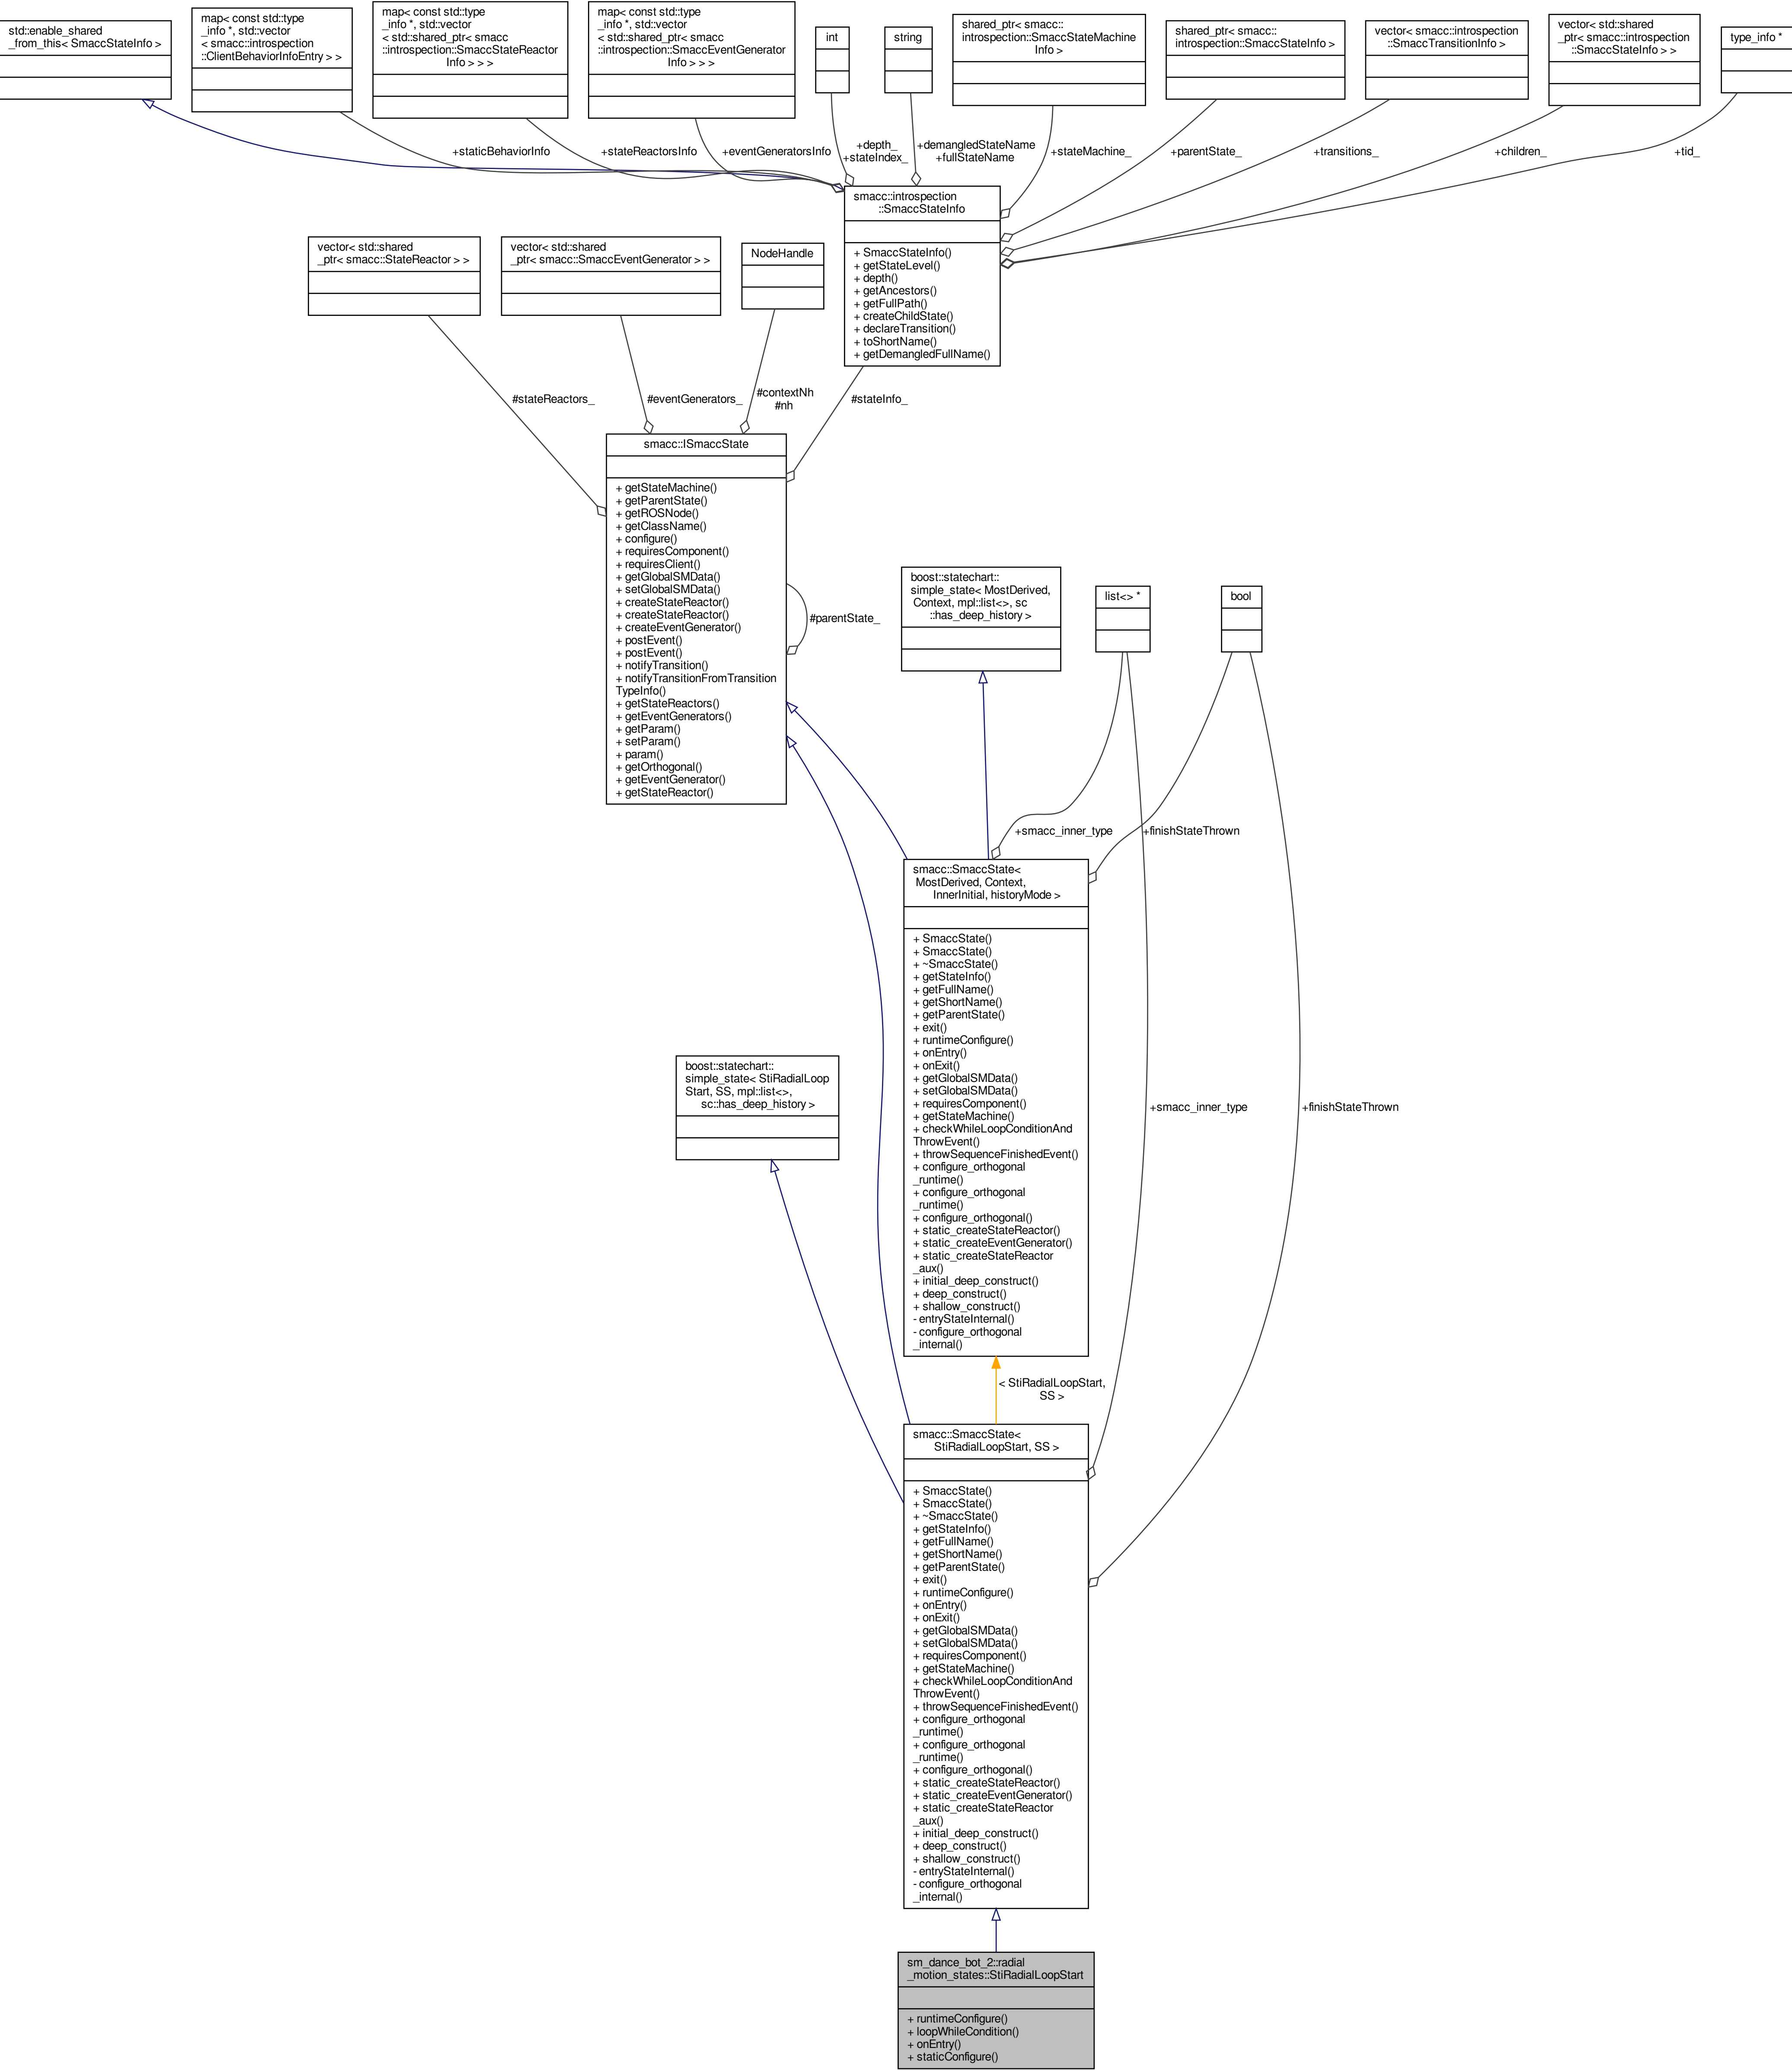 std::enable_shared
_from_this< SmaccStateInfo >
map< const std::type
_info *, std::vector
< smacc::introspection
::ClientBehaviorInfoEntry > >
map< const std::type
_info *, std::vector
< std::shared_ptr< smacc
::introspection::SmaccStateReactor
Info > > >
map< const std::type
_info *, std::vector
< std::shared_ptr< smacc
::introspection::SmaccEventGenerator
Info > > >
int
string
shared_ptr< smacc::
introspection::SmaccStateMachine
Info >
shared_ptr< smacc::
introspection::SmaccStateInfo >
vector< smacc::introspection
::SmaccTransitionInfo >
vector< std::shared
_ptr< smacc::introspection
::SmaccStateInfo > >
type_info *
+staticBehaviorInfo
+stateReactorsInfo
+eventGeneratorsInfo
+depth_
+stateIndex_
+demangledStateName
+fullStateName
+stateMachine_
+parentState_
+transitions_
+children_
+tid_
smacc::introspection
::SmaccStateInfo
+ SmaccStateInfo()
+ getStateLevel()
+ depth()
+ getAncestors()
+ getFullPath()
+ createChildState()
+ declareTransition()
+ toShortName()
+ getDemangledFullName()
vector< std::shared
_ptr< smacc::StateReactor > >
vector< std::shared
_ptr< smacc::SmaccEventGenerator > >
NodeHandle
#stateReactors_
#eventGenerators_
#contextNh
#nh
#stateInfo_
smacc::ISmaccState
+ getStateMachine()
+ getParentState()
+ getROSNode()
+ getClassName()
+ configure()
+ requiresComponent()
+ requiresClient()
+ getGlobalSMData()
+ setGlobalSMData()
+ createStateReactor()
+ createStateReactor()
+ createEventGenerator()
+ postEvent()
+ postEvent()
+ notifyTransition()
+ notifyTransitionFromTransition
TypeInfo()
+ getStateReactors()
+ getEventGenerators()
+ getParam()
+ setParam()
+ param()
+ getOrthogonal()
+ getEventGenerator()
+ getStateReactor()
#parentState_
boost::statechart::
simple_state< MostDerived,
Context, mpl::list<>, sc
::has_deep_history >
list<> *
bool
+smacc_inner_type
+finishStateThrown
smacc::SmaccState<
MostDerived, Context,
InnerInitial, historyMode >
+ SmaccState()
+ SmaccState()
+ ~SmaccState()
+ getStateInfo()
+ getFullName()
+ getShortName()
+ getParentState()
+ exit()
+ runtimeConfigure()
+ onEntry()
+ onExit()
+ getGlobalSMData()
+ setGlobalSMData()
+ requiresComponent()
+ getStateMachine()
+ checkWhileLoopConditionAnd
ThrowEvent()
+ throwSequenceFinishedEvent()
+ configure_orthogonal
_runtime()
+ configure_orthogonal
_runtime()
+ configure_orthogonal()
+ static_createStateReactor()
+ static_createEventGenerator()
+ static_createStateReactor
_aux()
+ initial_deep_construct()
+ deep_construct()
+ shallow_construct()
- entryStateInternal()
- configure_orthogonal
_internal()
boost::statechart::
simple_state< StiRadialLoop
Start, SS, mpl::list<>,
sc::has_deep_history >
+smacc_inner_type
+finishStateThrown
< StiRadialLoopStart,
SS >
smacc::SmaccState<
StiRadialLoopStart, SS >
+ SmaccState()
+ SmaccState()
+ ~SmaccState()
+ getStateInfo()
+ getFullName()
+ getShortName()
+ getParentState()
+ exit()
+ runtimeConfigure()
+ onEntry()
+ onExit()
+ getGlobalSMData()
+ setGlobalSMData()
+ requiresComponent()
+ getStateMachine()
+ checkWhileLoopConditionAnd
ThrowEvent()
+ throwSequenceFinishedEvent()
+ configure_orthogonal
_runtime()
+ configure_orthogonal
_runtime()
+ configure_orthogonal()
+ static_createStateReactor()
+ static_createEventGenerator()
+ static_createStateReactor
_aux()
+ initial_deep_construct()
+ deep_construct()
+ shallow_construct()
- entryStateInternal()
- configure_orthogonal
_internal()
sm_dance_bot_2::radial
_motion_states::StiRadialLoopStart
+ runtimeConfigure()
+ loopWhileCondition()
+ onEntry()
+ staticConfigure()